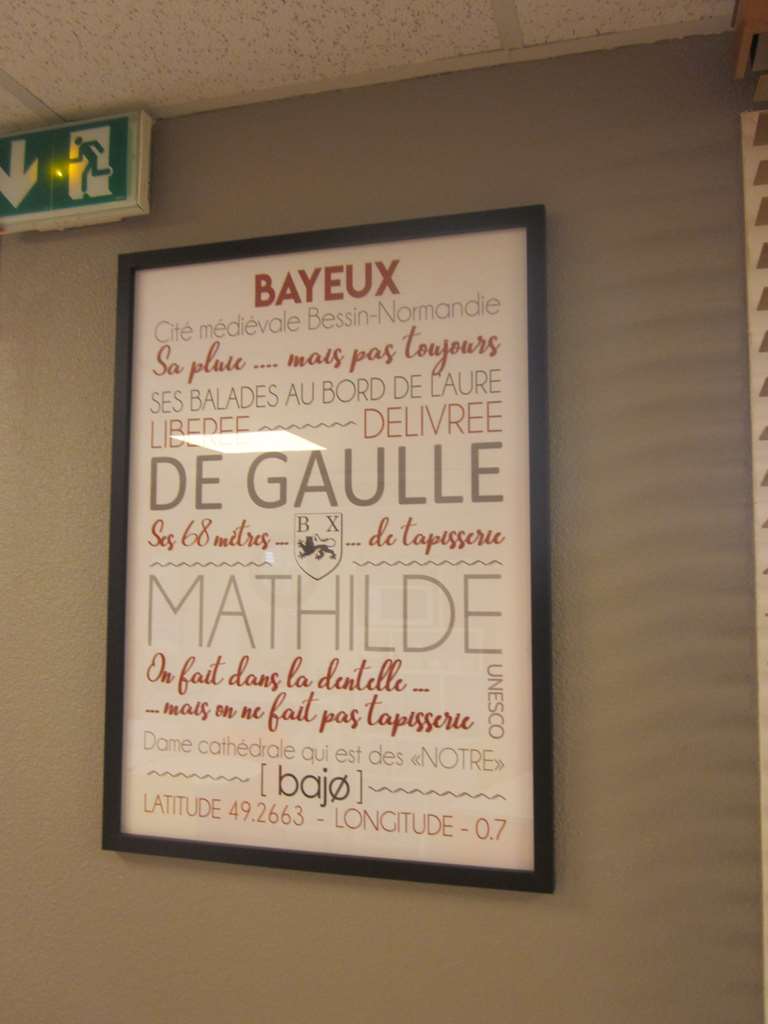 BAYEUX
Cité médiévale Bessin-Normandie
Sa pluie .... mais pas toujours
SES BALADES AU BORD DE L'AURE
LIBEREE DELIVREE
DE GAULLE
Ses 68 mètres ... B X ... de tapisserie
MATHILDE
On fait dans la dentelle ...
... mais on ne fait pas tapisserie
UNESCO
Dame cathédrale qui est des «NOTRE»
[ bajø ]
LATITUDE 49.2663 - LONGITUDE - 0.7